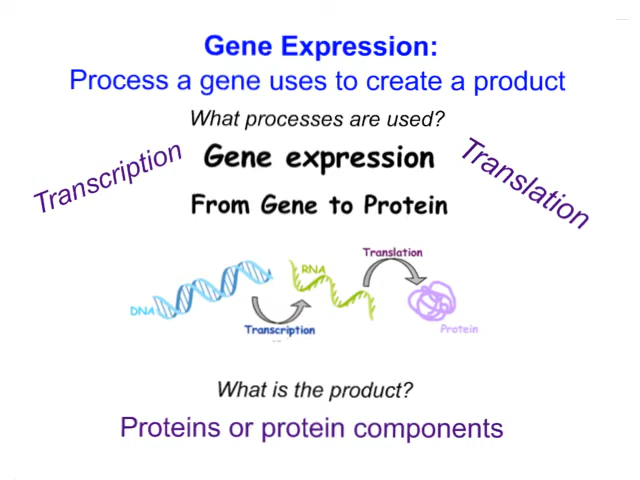 Gene Expression:
Process a gene uses to create a product
What processes are used?
Transcription
Gene expression
Translation
From Gene to Protein
Translation
RNA
DNA
Transcription
Protein
What is the product?
Proteins or protein components